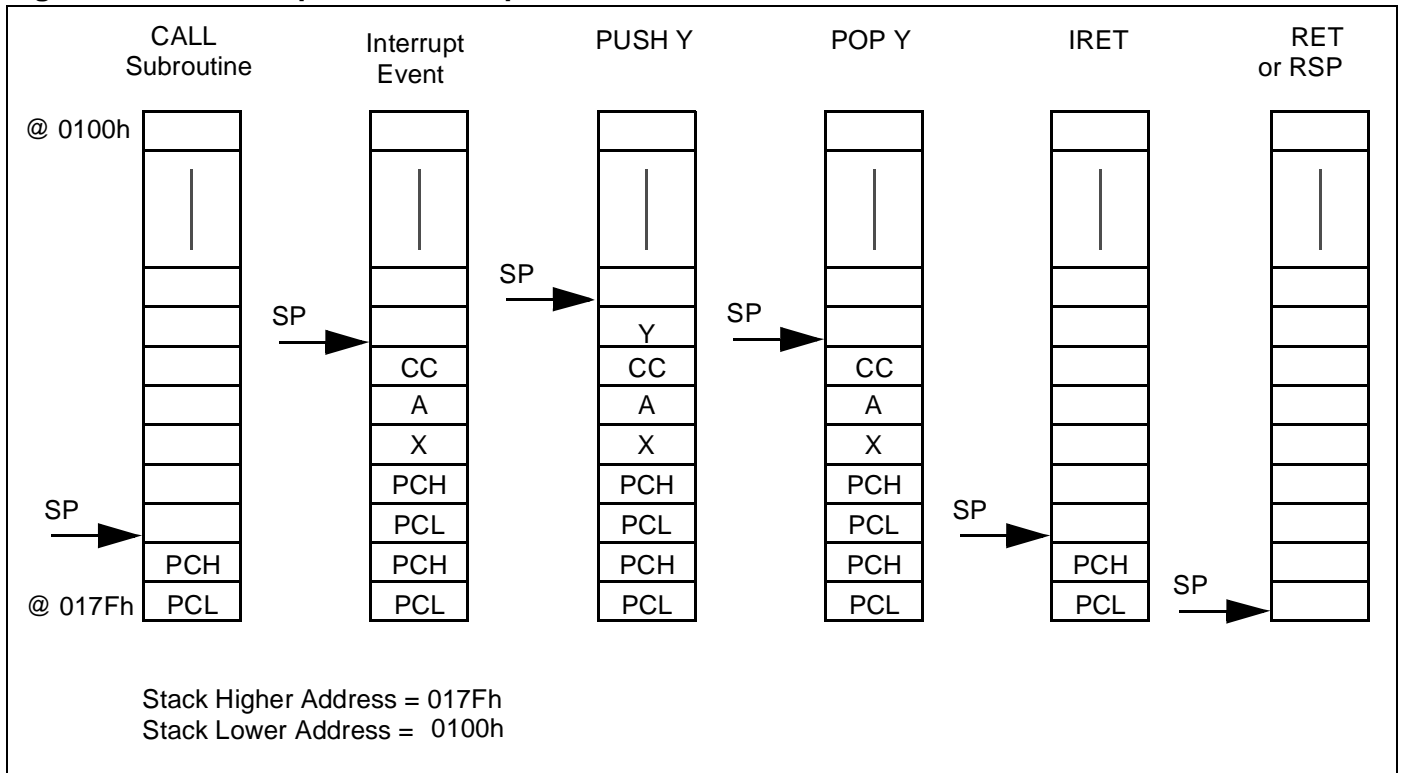 CALL
Subroutine
Interrupt
Event
PUSH Y
POP Y
IRET
RET
or RSP
@ 0100h
SP
SP
SP
Y
CC
CC
CC
A
A
A
X
X
X
PCH
PCH
PCH
SP
SP
PCL
PCL
PCL
PCH
PCH
PCH
PCH
PCH
SP
@ 017Fh
PCL
PCL
PCL
PCL
PCL
Stack Higher Address = 017Fh
Stack Lower Address = 0100h